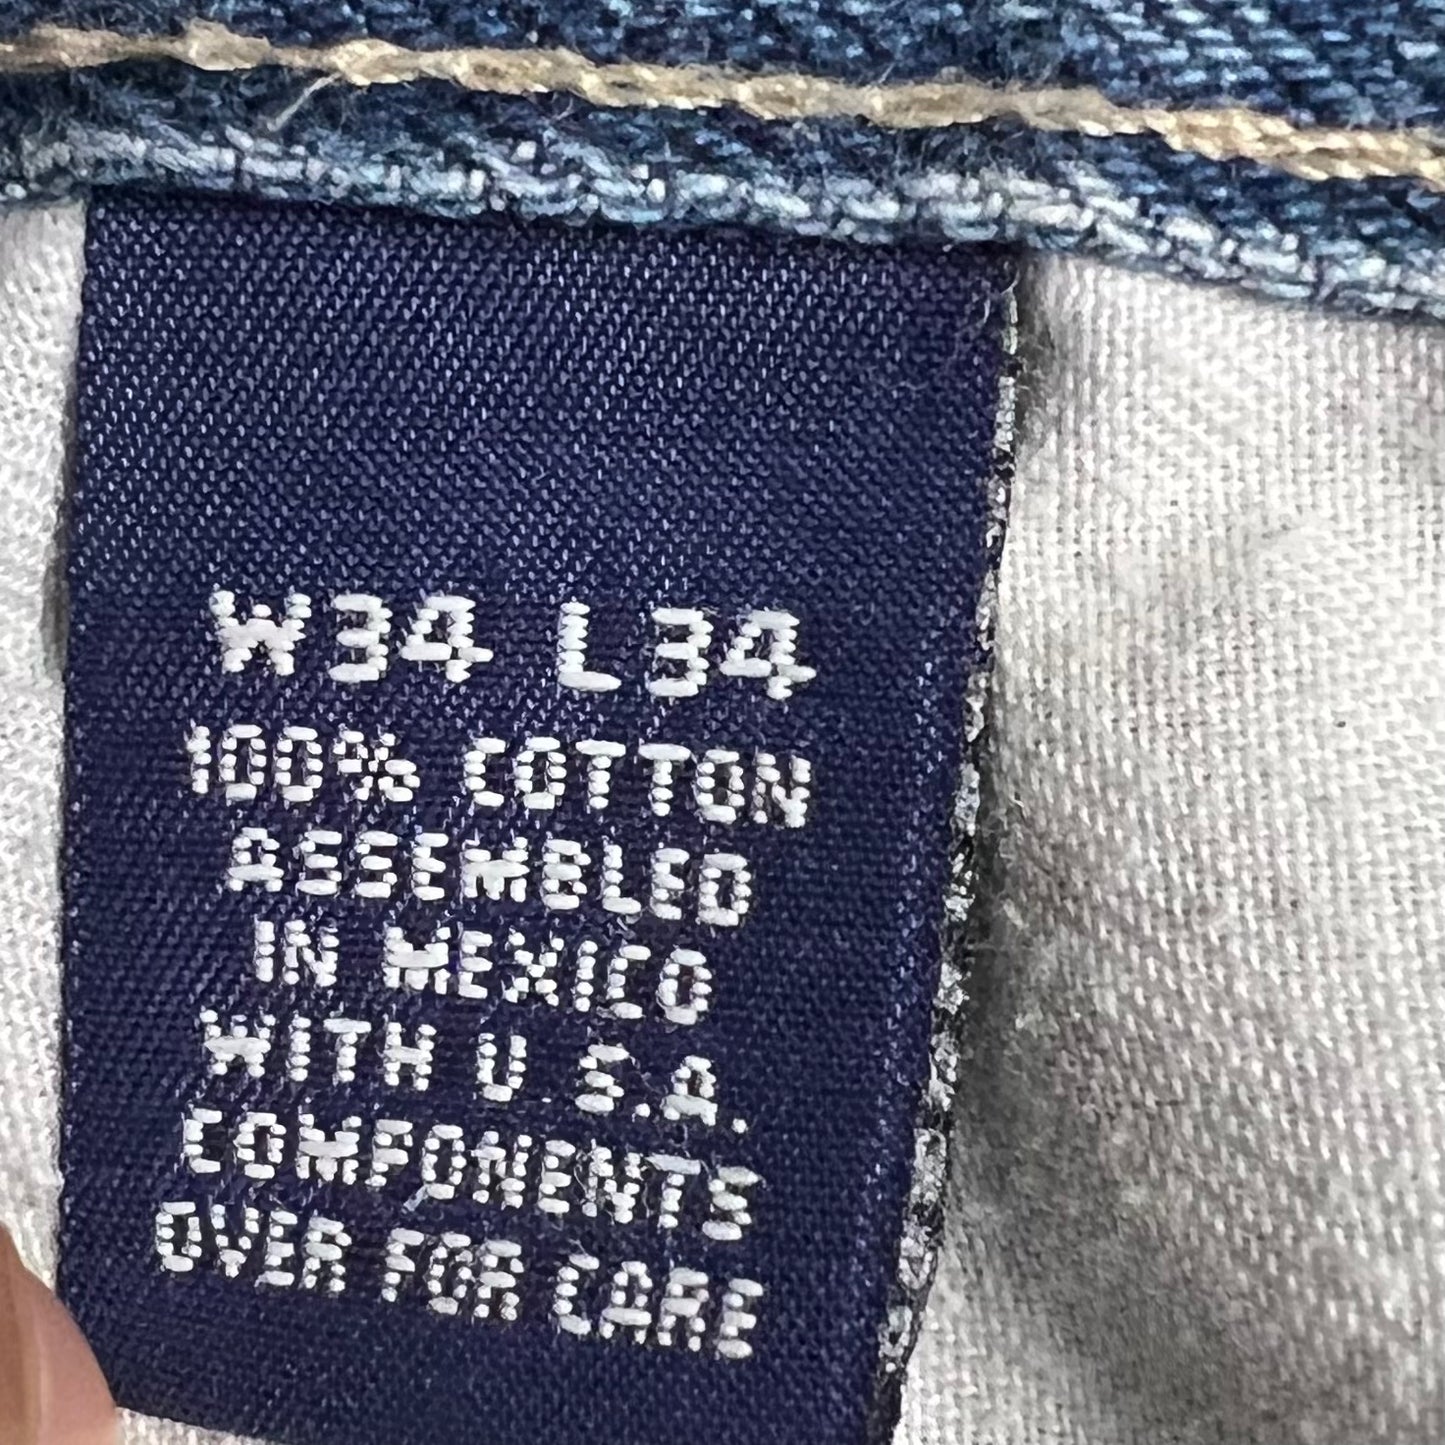 W34 L34
100% COTTON
ASSEMBLED
IN MEXICO
WITH U.S.A.
COMPONENTS
OVER FOR CARE